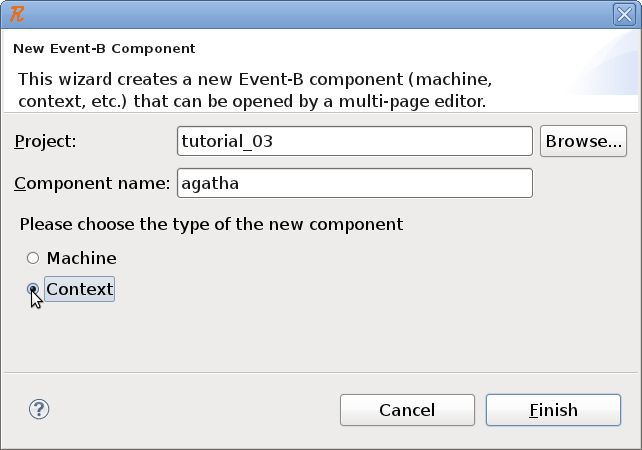 New Event-B Component
This wizard creates a new Event-B component (machine,
context, etc.) that can be opened by a multi-page editor.
Project: tutorial_03 Browse...
Component name: agatha
Please choose the type of the new component
Machine
Context
? Cancel Finish